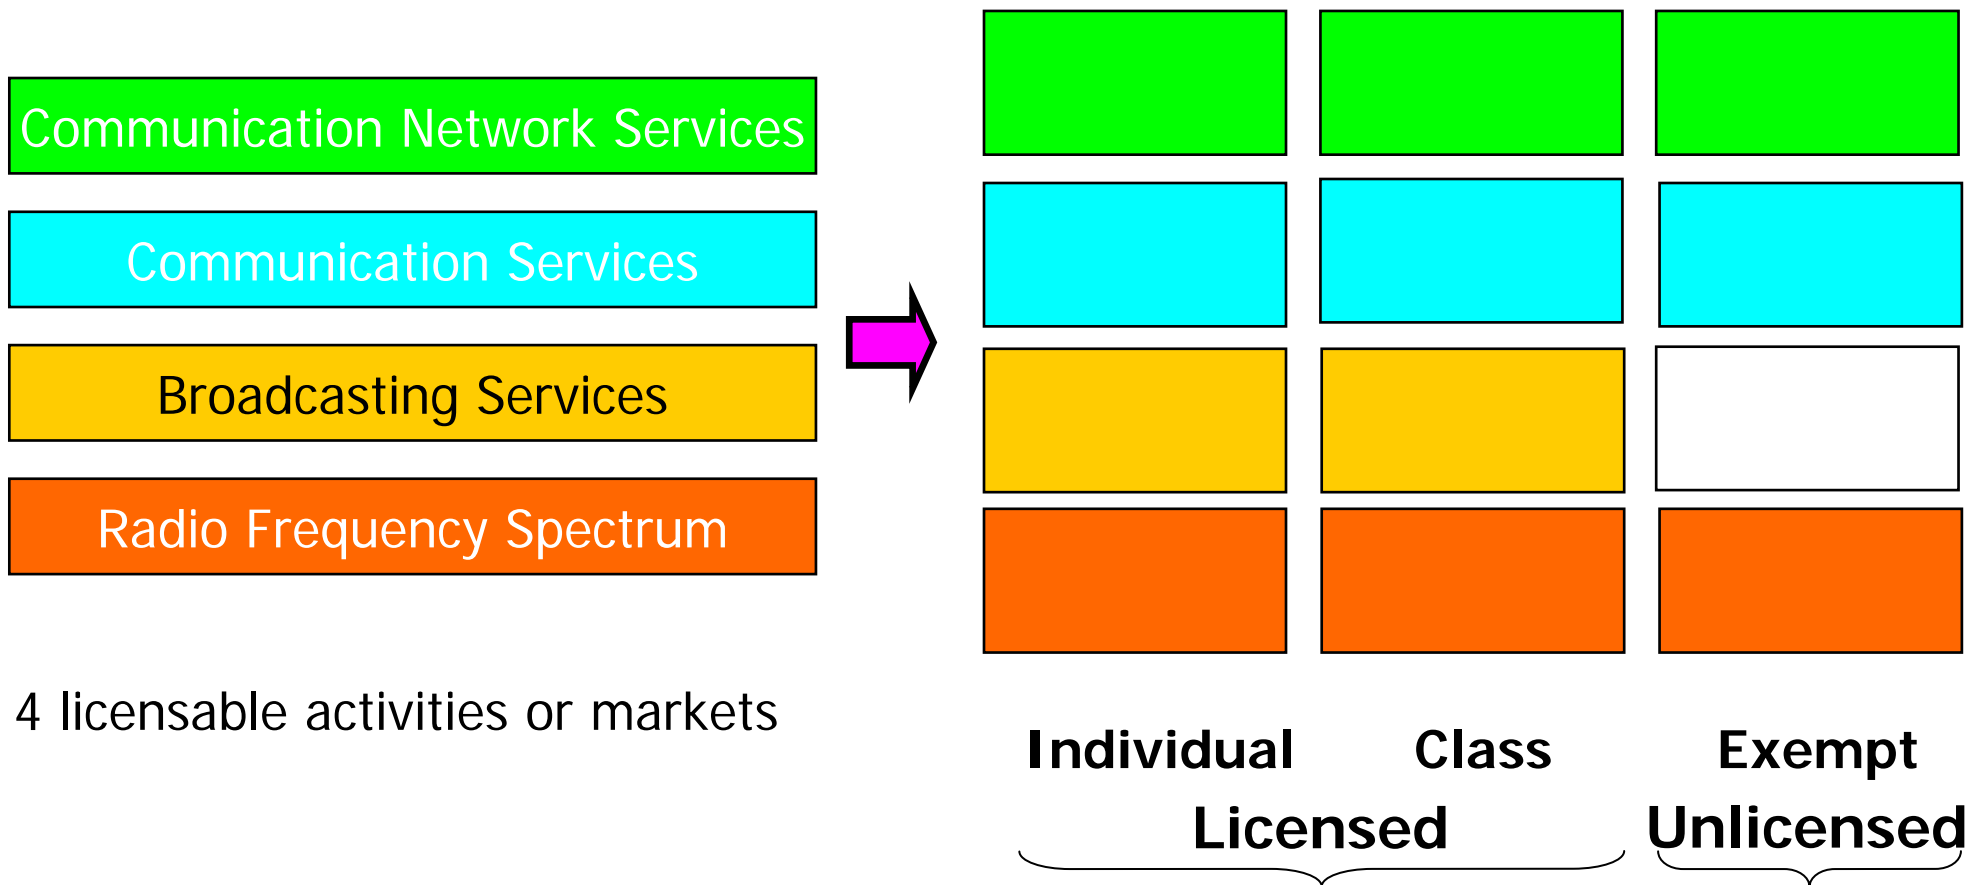 Communication Network Services
Communication Services
Broadcasting Services
Radio Frequency Spectrum
4 licensable activities or markets
Individual Class Exempt
Licensed Unlicensed